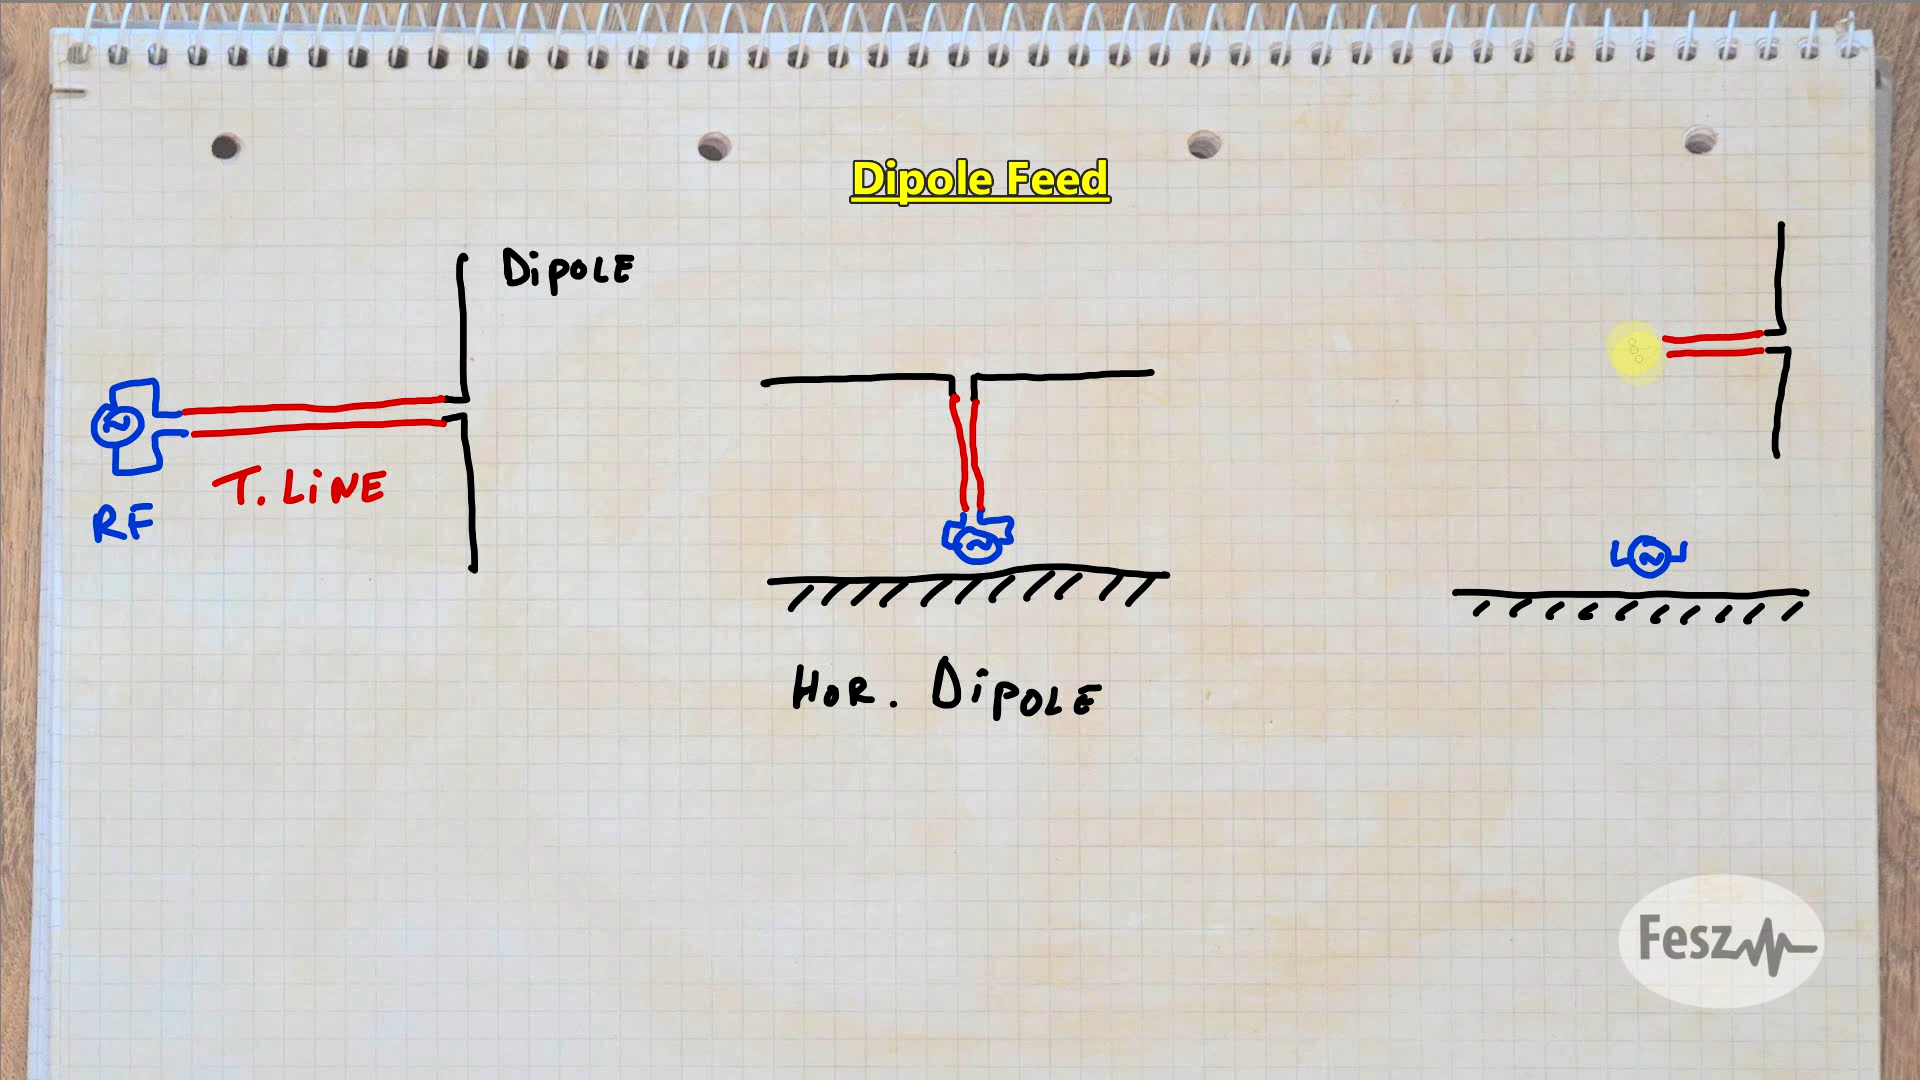 Dipole Feed
DIPOLE
T. LINE
RF
HOR. DIPOLE
Fesz